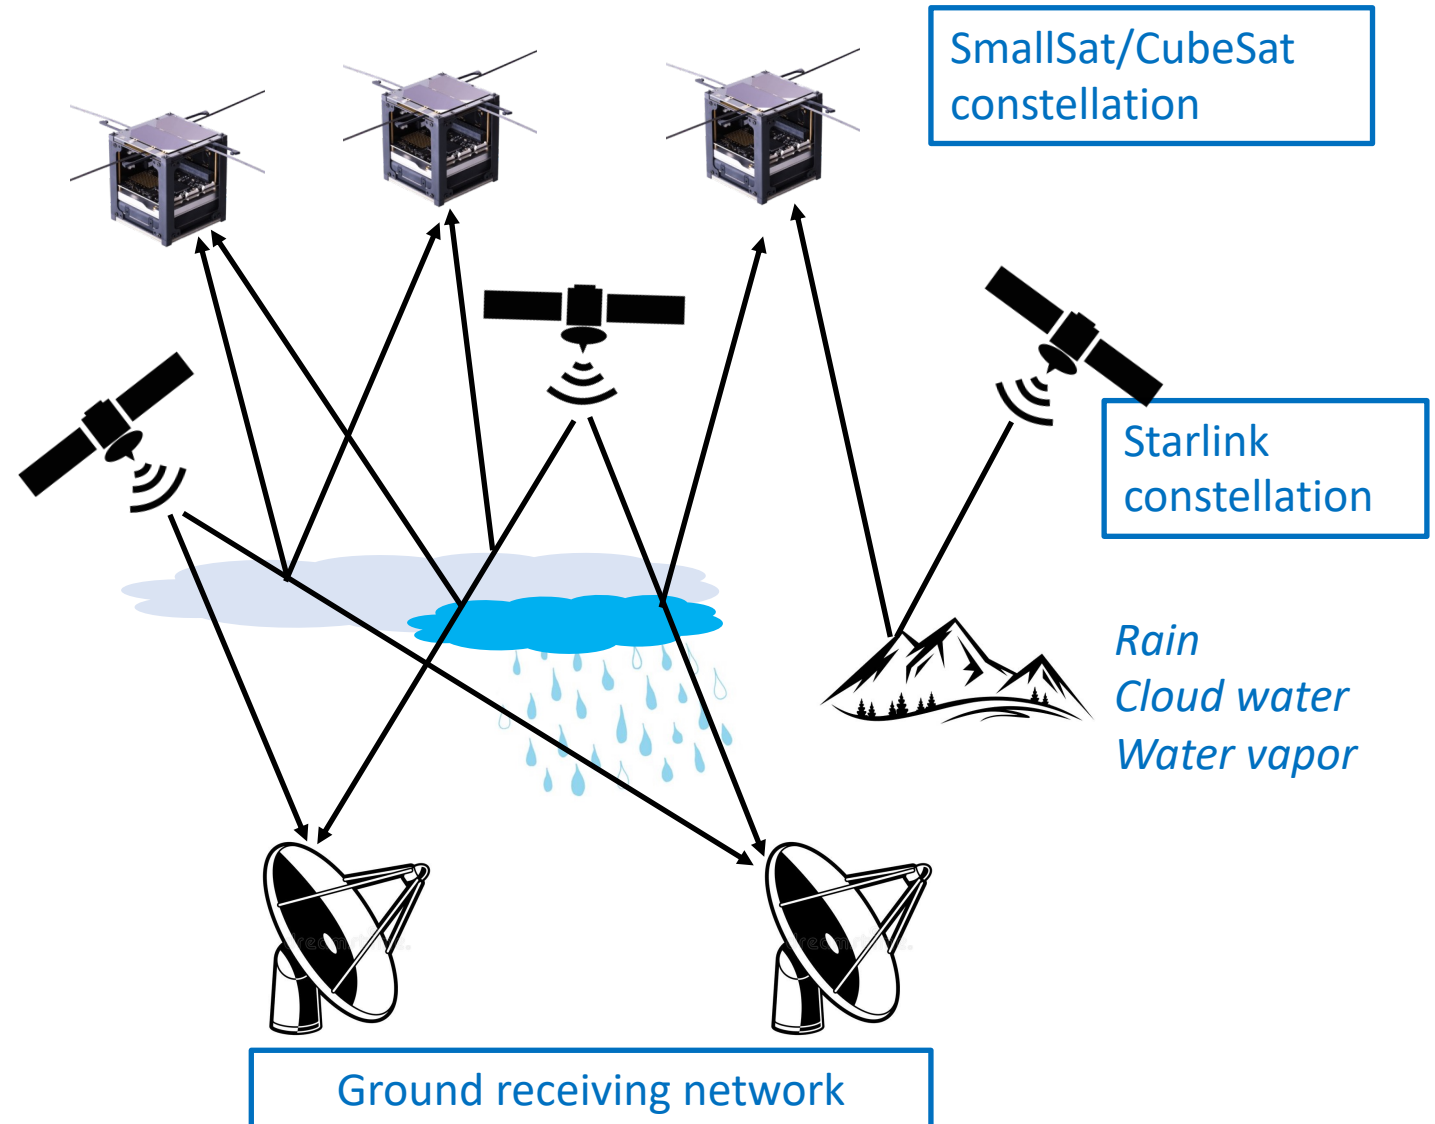 SmallSat/CubeSat
constellation
Starlink
constellation
Rain
Cloud water
Water vapor
Ground receiving network